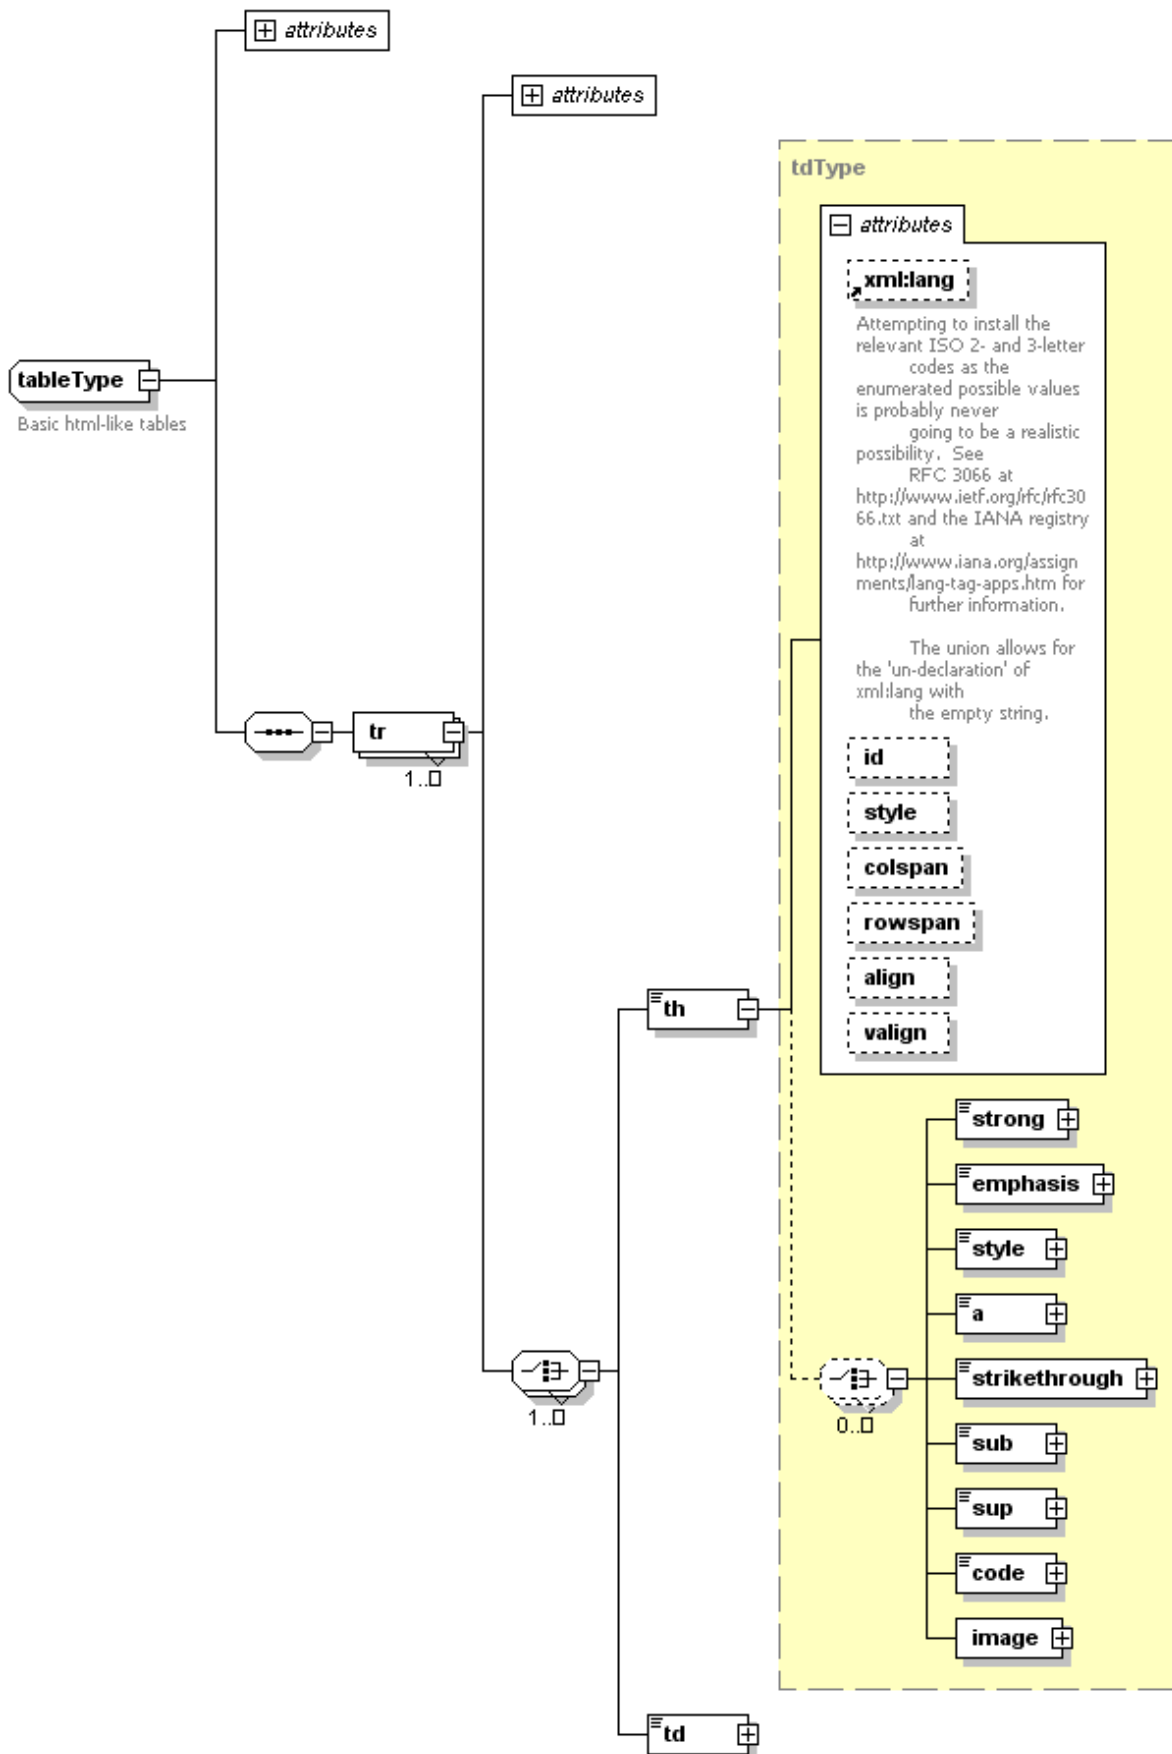 attributes
attributes
tdType
attributes
xml:lang
Attempting to install the
relevant ISO 2- and 3-letter
codes as the
enumerated possible values
is probably never
going to be a realistic
possibility. See
RFC 3066 at
http://www.ietf.org/rfc/rfc30
66.txt and the IANA registry
at
http://www.iana.org/assign
ments/lang-tag-apps.htm for
further information.
The union allows for
the 'un-declaration' of
xml:lang with
the empty string.
tableType
Basic html-like tables
tr
1..▯
id
style
colspan
rowspan
align
valign
th
strong
emphasis
style
a
strikethrough
sub
sup
code
image
0..▯
1..▯
td